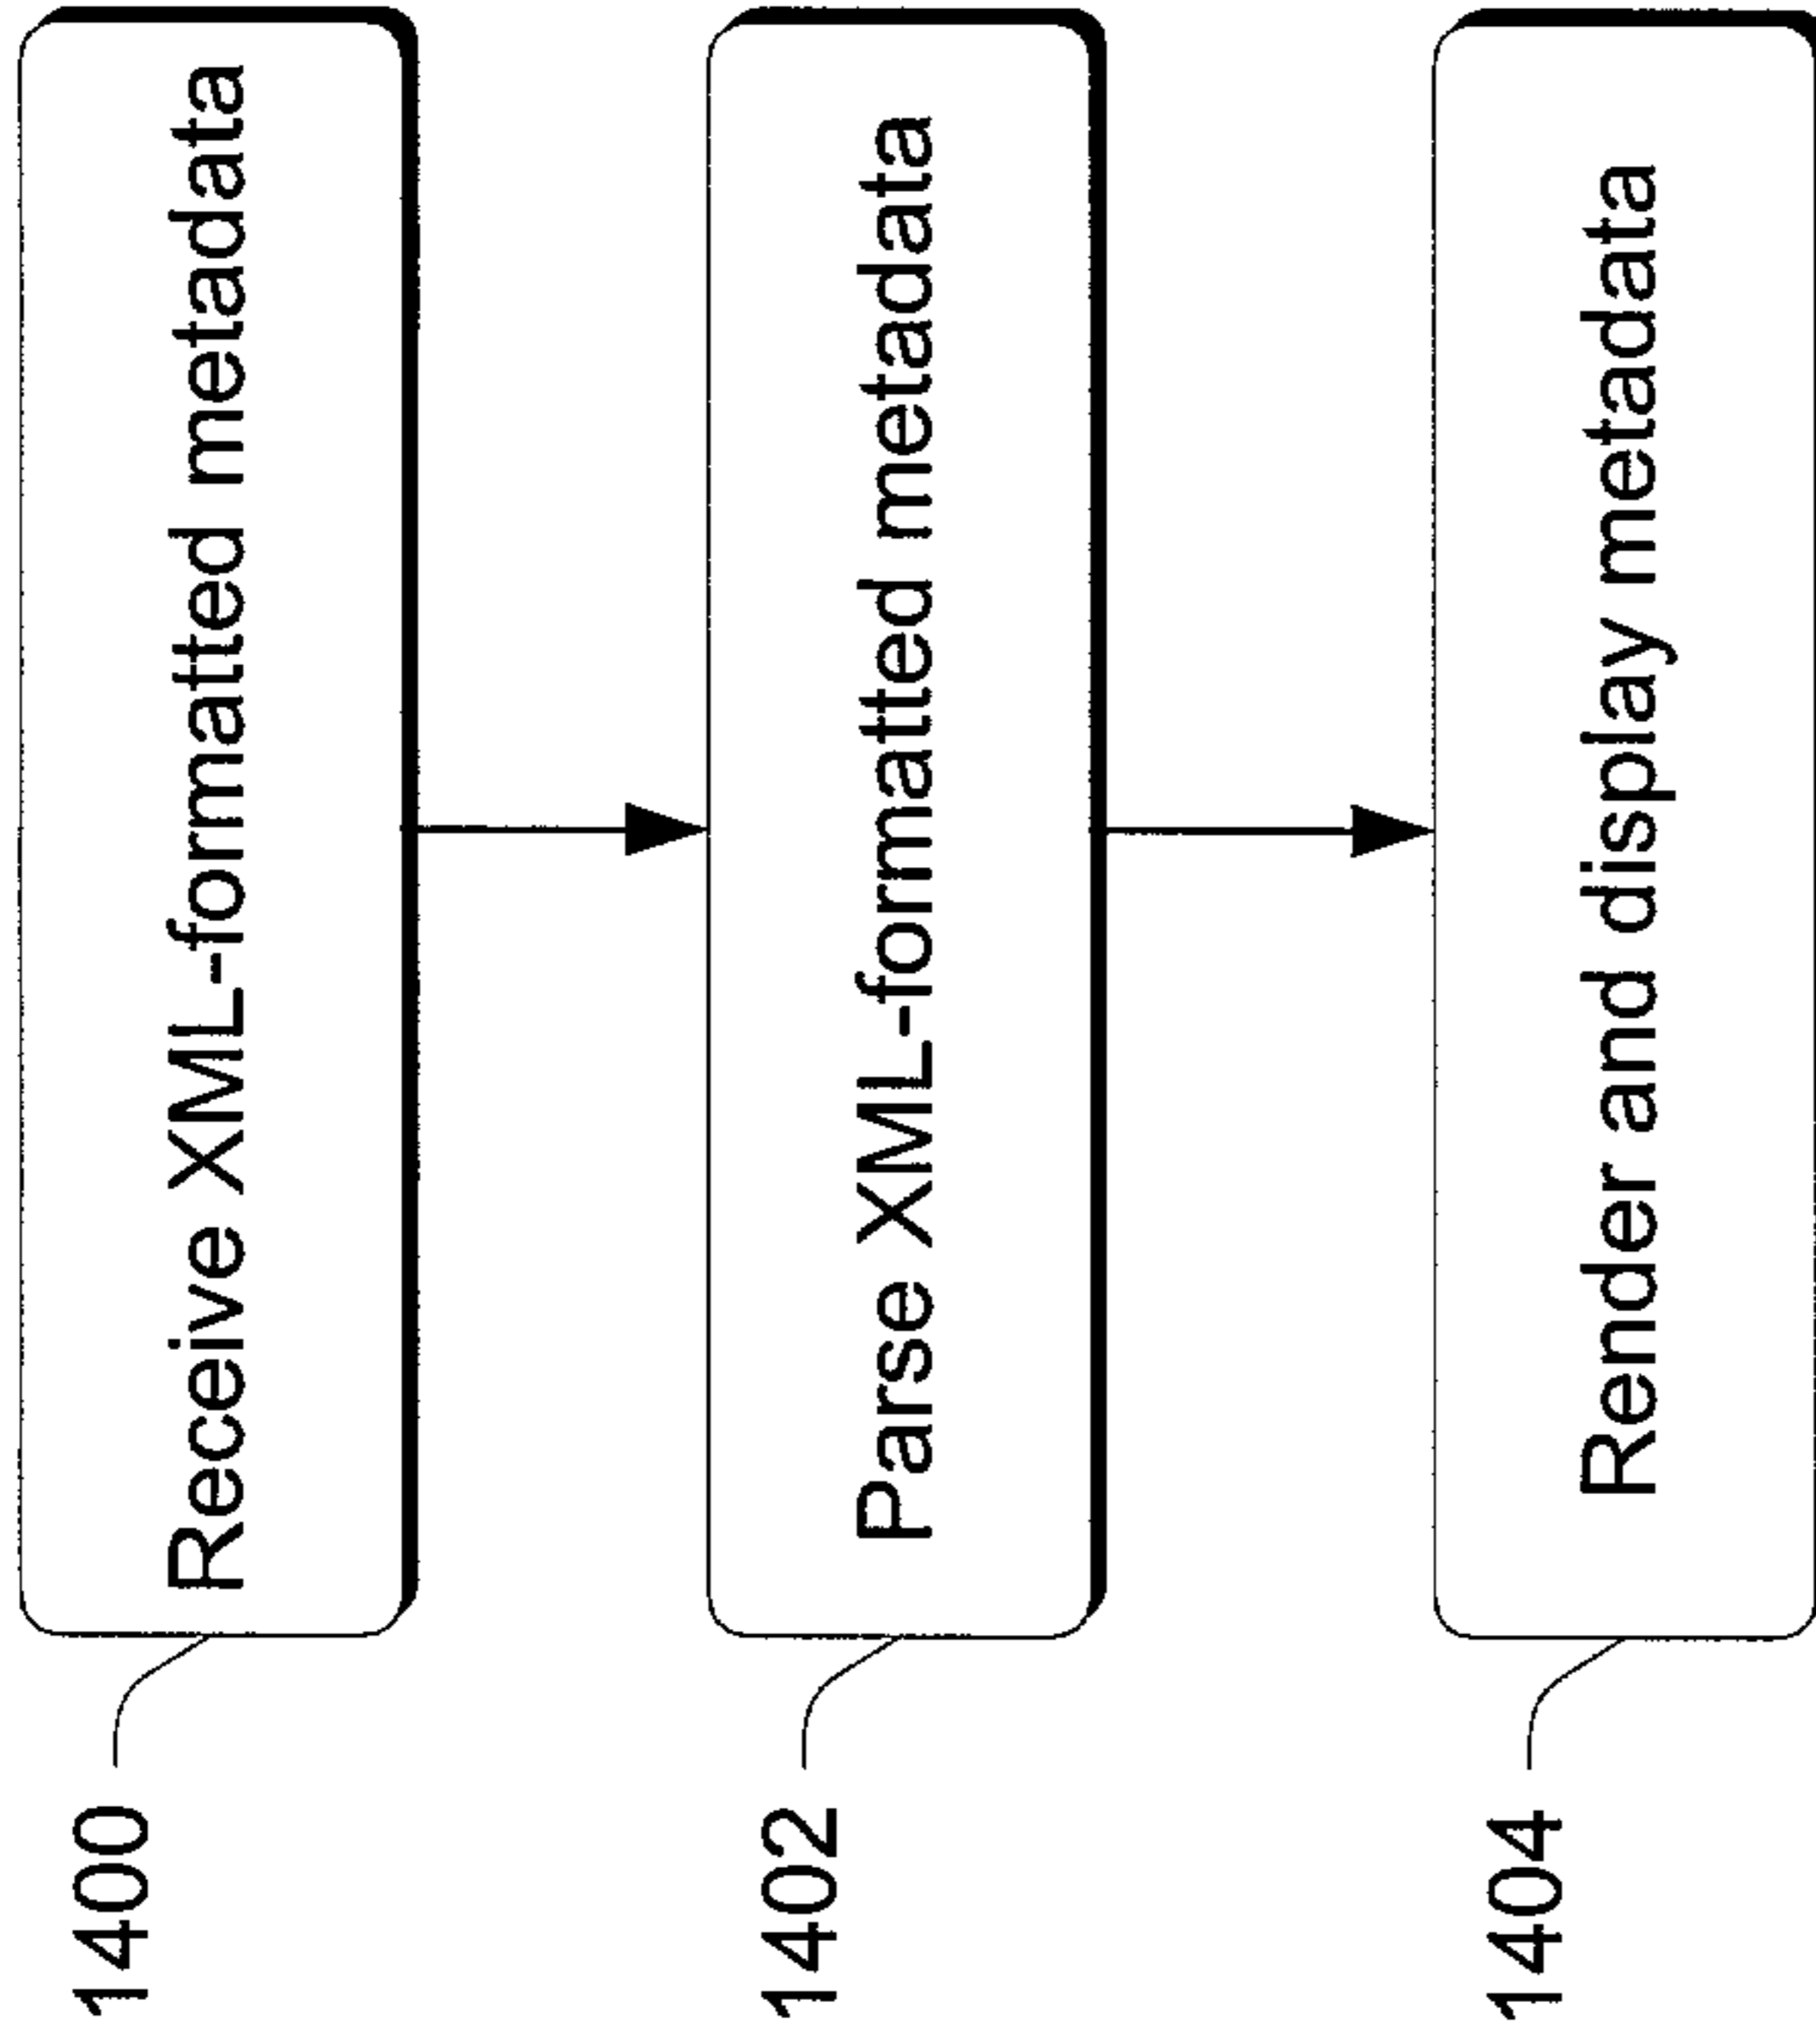 1400
Receive XML-formatted metadata
1402
Parse XML-formatted metadata
1404
Render and display metadata